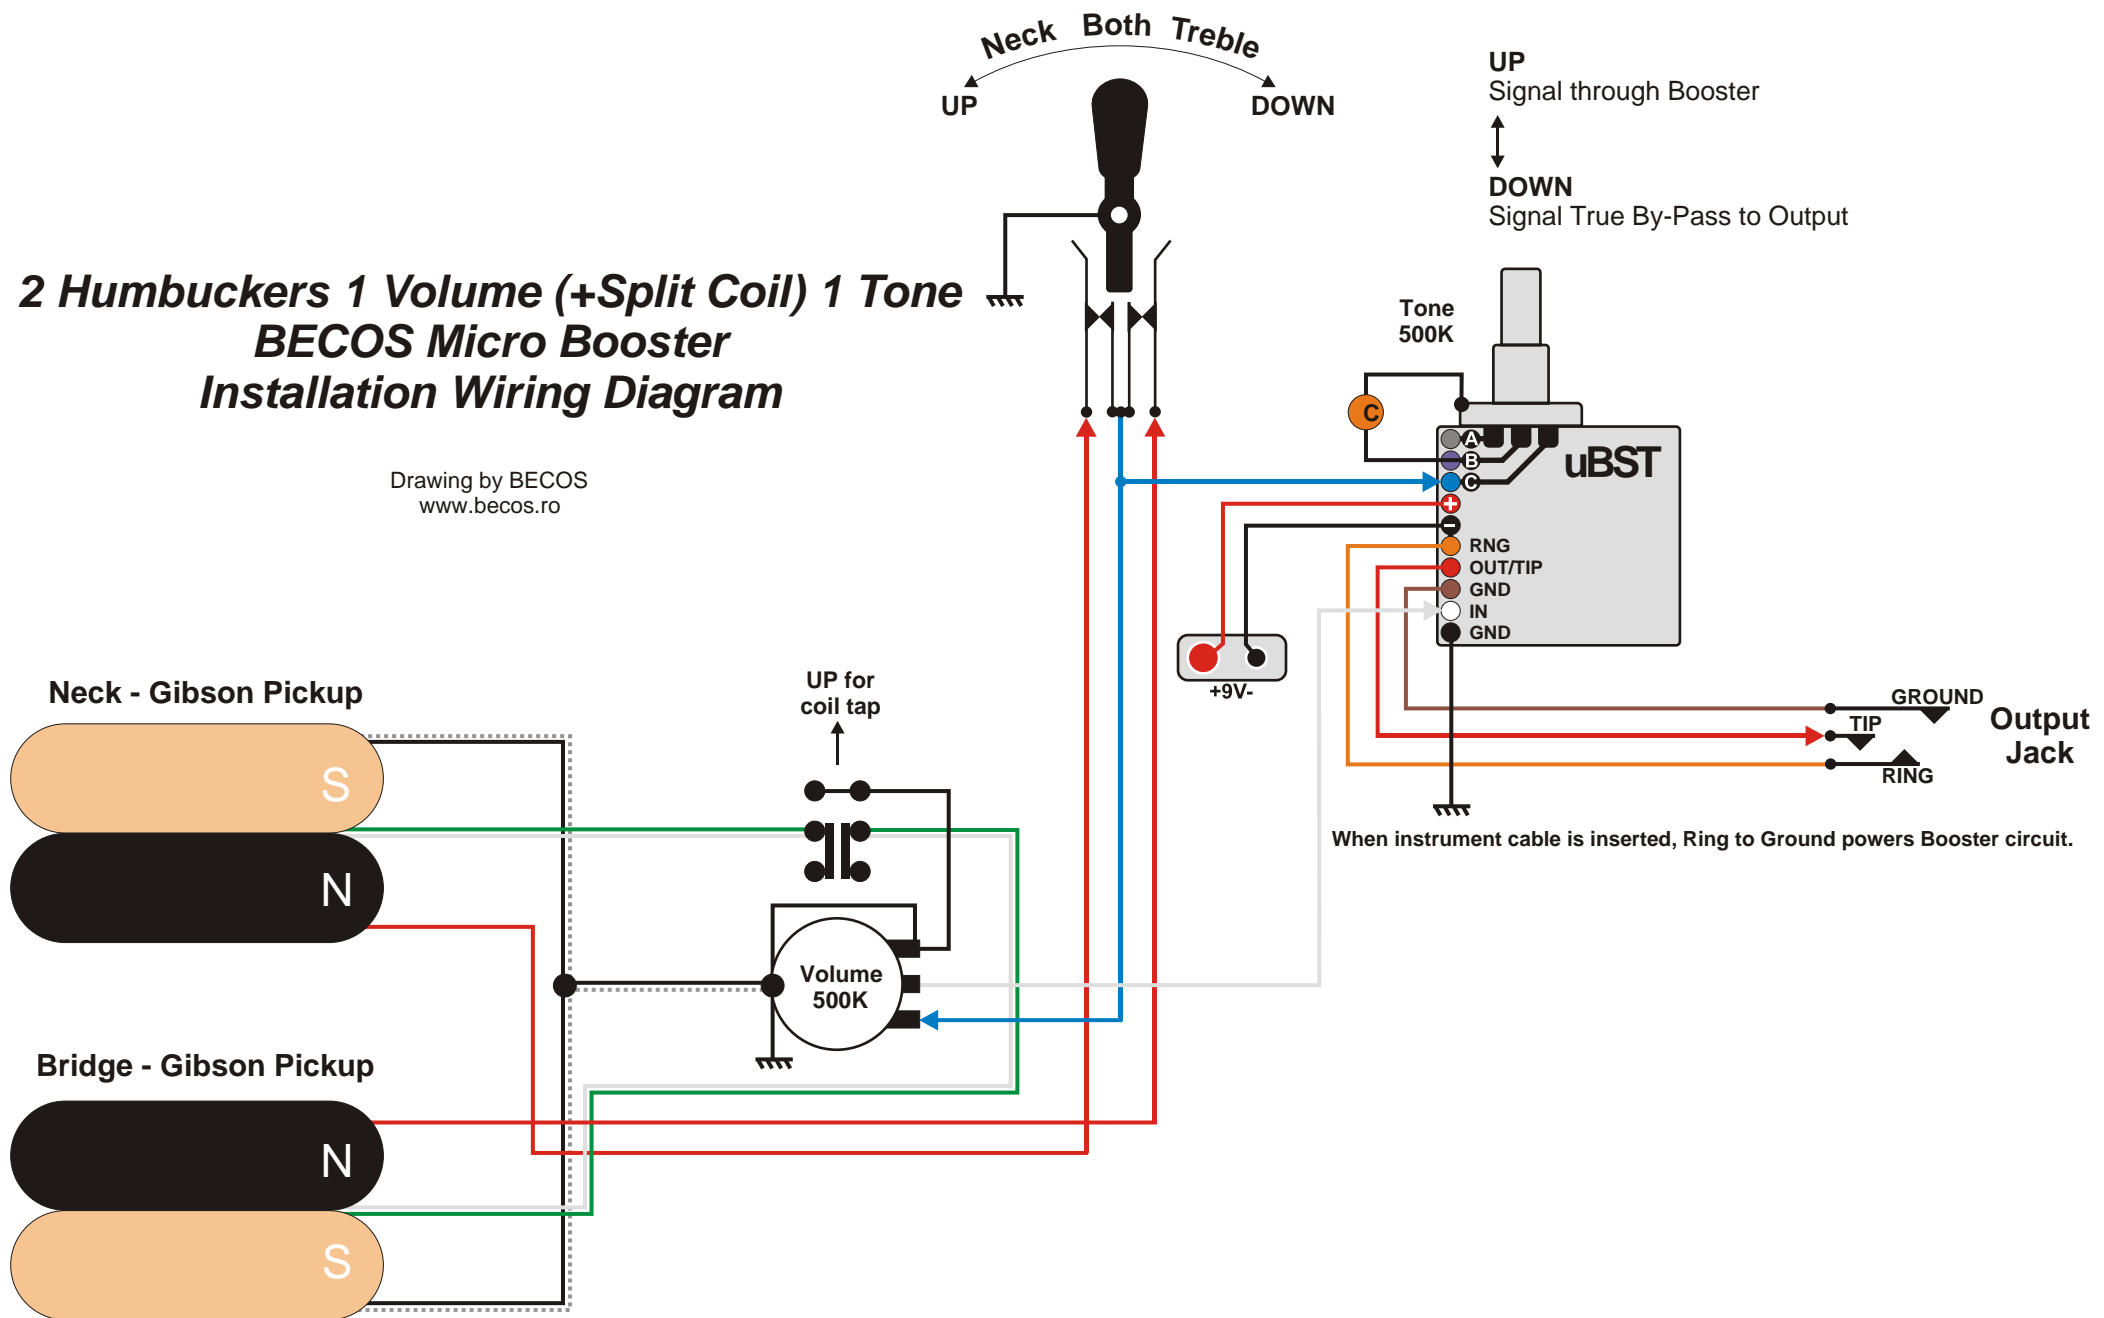 Neck Both Treble
UP
DOWN
UP
Signal through Booster
DOWN
Signal True By-Pass to Output
2 Humbuckers 1 Volume (+Split Coil) 1 Tone
BECOS Micro Booster
Installation Wiring Diagram
Drawing by BECOS
www.becos.ro
Tone
500K
C
A
B
C
uBST
+
-
RNG
OUT/TIP
GND
IN
GND
+9V-
GROUND
TIP
RING
Output
Jack
When instrument cable is inserted, Ring to Ground powers Booster circuit.
UP for
coil tap
Neck - Gibson Pickup
S
N
Volume
500K
Bridge - Gibson Pickup
N
S